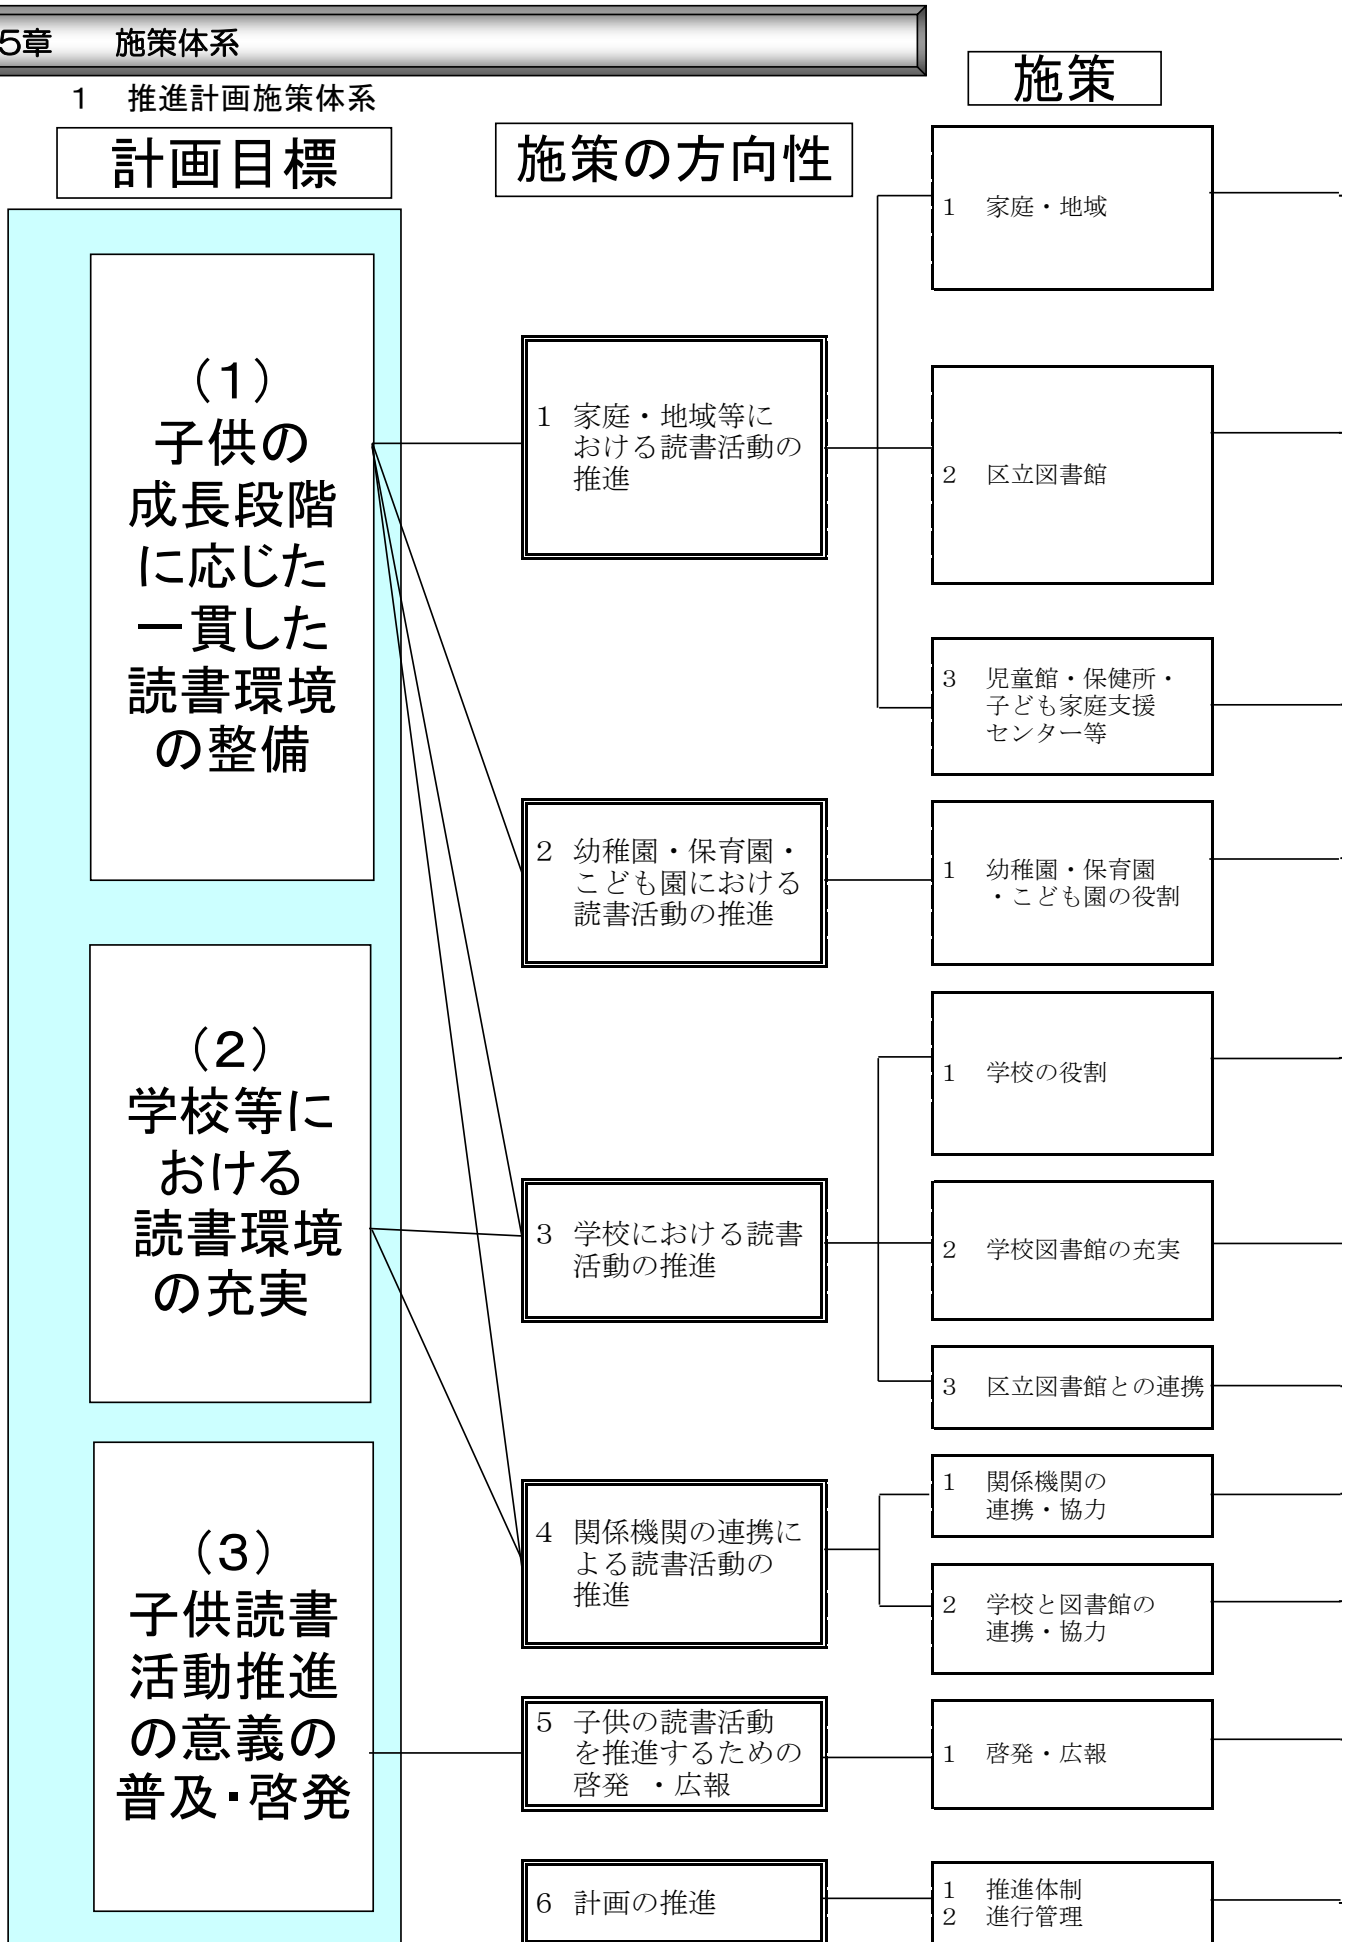 5章　　施策体系
1　推進計画施策体系
計画目標
施策の方向性
施策
（1）
子供の
成長段階
に応じた
一貫した
読書環境
の整備
（2）
学校等に
おける
読書環境
の充実
（3）
子供読書
活動推進
の意義の
普及・啓発
1　家庭・地域等に
おける読書活動の
推進
2　幼稚園・保育園・
こども園における
読書活動の推進
3　学校における読書
活動の推進
4　関係機関の連携に
よる読書活動の
推進
5　子供の読書活動
を推進するための
啓発　・広報
6　計画の推進
1　家庭・地域
2　区立図書館
3　児童館・保健所・
子ども家庭支援
センター等
1　幼稚園・保育園
・こども園の役割
1　学校の役割
2　学校図書館の充実
3　区立図書館との連携
1　関係機関の
連携・協力
2　学校と図書館の
連携・協力
1　啓発・広報
1　推進体制
2　進行管理